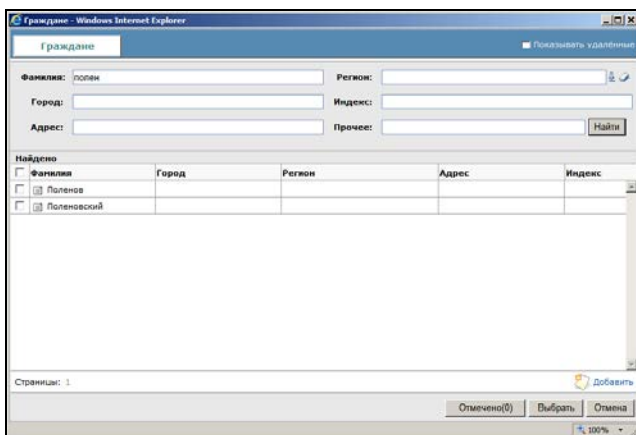 Граждане - Windows Internet Explorer
Граждане Показывать удалённые
Фамилия: полен Регион:
Город: Индекс:
Адрес: Прочее: Найти
Найдено
Фамилия Город Регион Адрес Индекс
Поленов
Поленовский
Страницы: 1 Добавить
Отмечено(0) Выбрать Отмена
100%